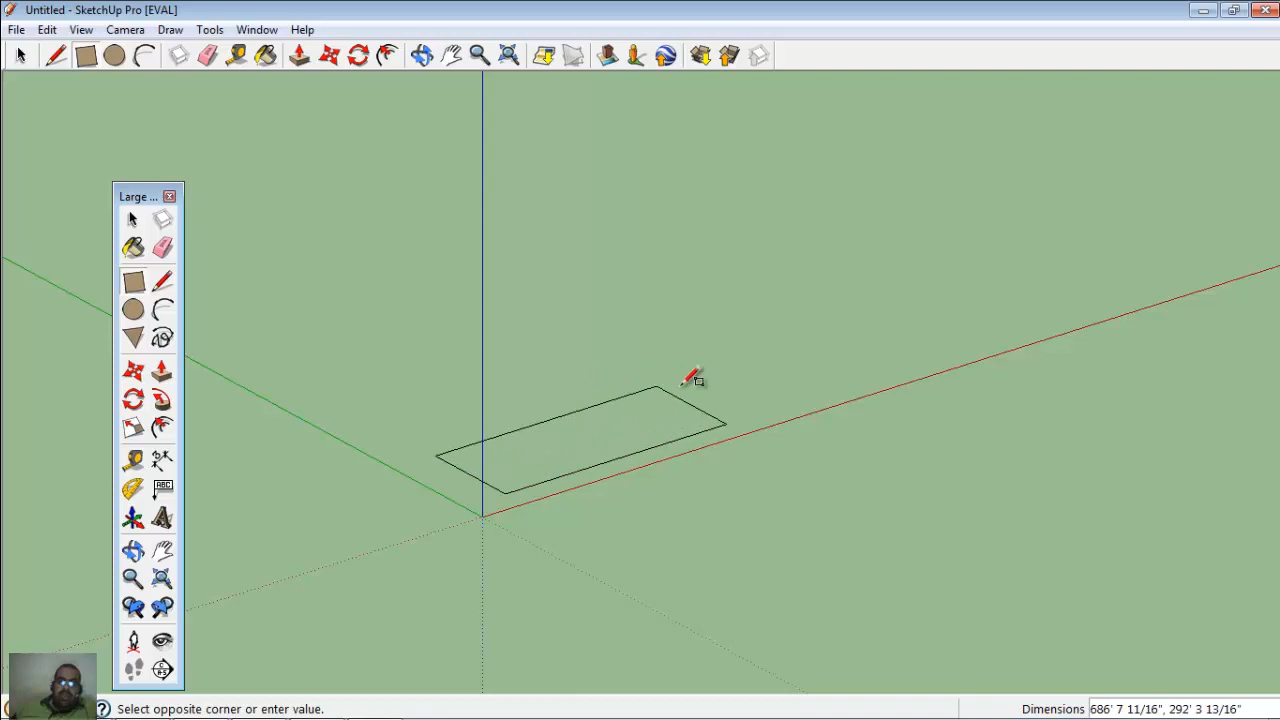 Untitled - SketchUp Pro [EVAL]
File Edit View Camera Draw Tools Window Help
Large ...
ABC
Select opposite corner or enter value.
Dimensions 686' 7 11/16", 292' 3 13/16"